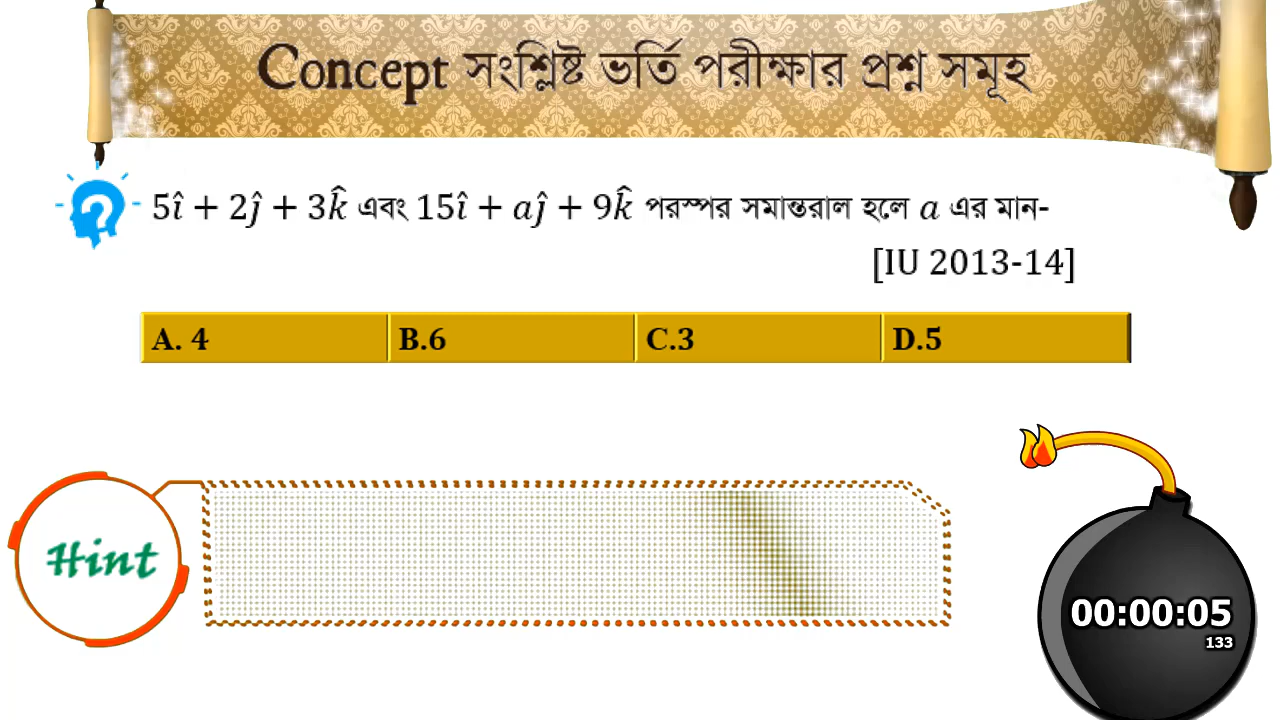 Concept সংশ্লিষ্ট ভর্তি পরীক্ষার প্রশ্ন সমূহ
5î + 2ĵ + 3k̂ এবং 15î + aĵ + 9k̂ পরস্পর সমান্তরাল হলে a এর মান-
[IU 2013-14]
A. 4 B.6 C.3 D.5
Hint
00:00:05
133